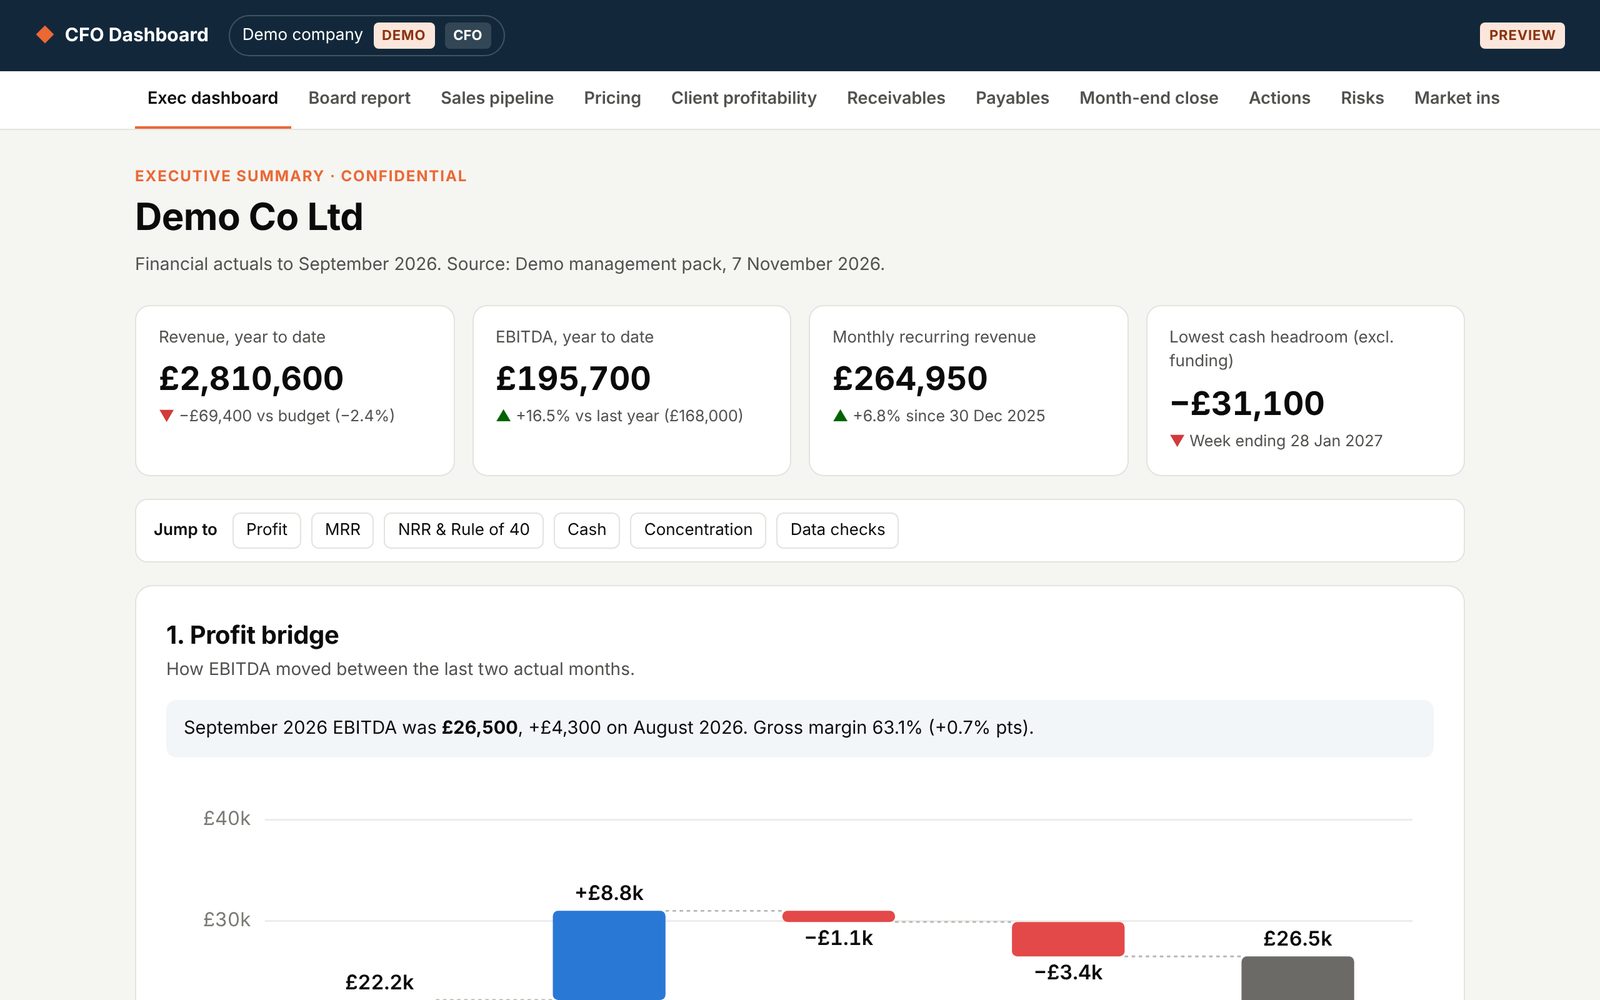 CFO Dashboard
Demo company DEMO CFO
PREVIEW
Exec dashboard Board report Sales pipeline Pricing Client profitability Receivables Payables Month-end close Actions Risks Market ins
EXECUTIVE SUMMARY · CONFIDENTIAL
Demo Co Ltd
Financial actuals to September 2026. Source: Demo management pack, 7 November 2026.
Revenue, year to date
£2,810,600
▼ −£69,400 vs budget (−2.4%)
EBITDA, year to date
£195,700
▲ +16.5% vs last year (£168,000)
Monthly recurring revenue
£264,950
▲ +6.8% since 30 Dec 2025
Lowest cash headroom (excl.
funding)
−£31,100
▼ Week ending 28 Jan 2027
Jump to Profit MRR NRR & Rule of 40 Cash Concentration Data checks
1. Profit bridge
How EBITDA moved between the last two actual months.
September 2026 EBITDA was £26,500, +£4,300 on August 2026. Gross margin 63.1% (+0.7% pts).
£40k
£30k
£22.2k
+£8.8k
−£1.1k
−£3.4k
£26.5k